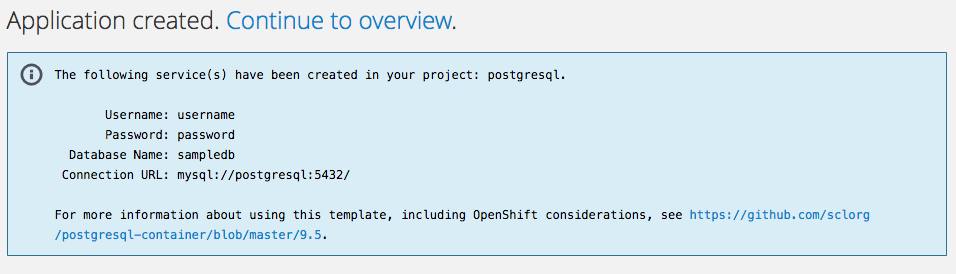 Application created. Continue to overview.
The following service(s) have been created in your project: postgresql.
Username: username
Password: password
Database Name: sampledb
Connection URL: mysql://postgresql:5432/
For more information about using this template, including OpenShift considerations, see https://github.com/sclorg
/postgresql-container/blob/master/9.5.